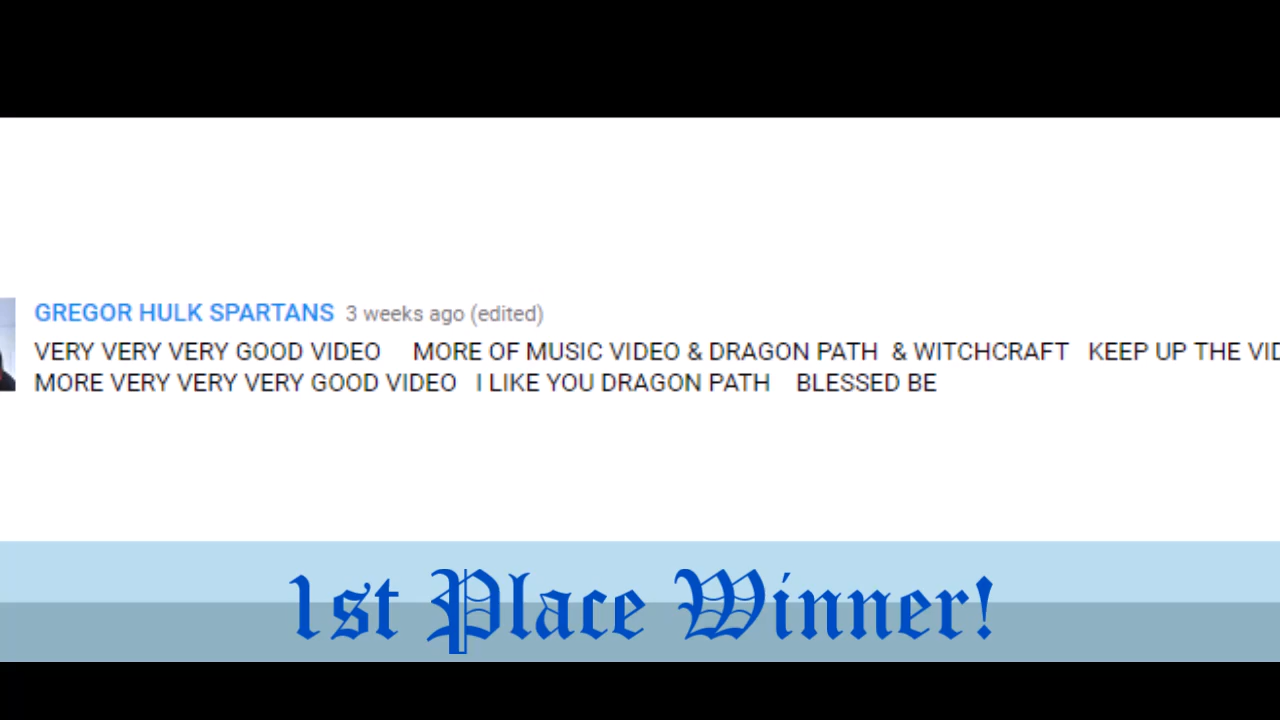 GREGOR HULK SPARTANS 3 weeks ago (edited)
VERY VERY VERY GOOD VIDEO MORE OF MUSIC VIDEO & DRAGON PATH & WITCHCRAFT KEEP UP THE
MORE VERY VERY VERY GOOD VIDEO I LIKE YOU DRAGON PATH BLESSED BE
1st Place Winner!